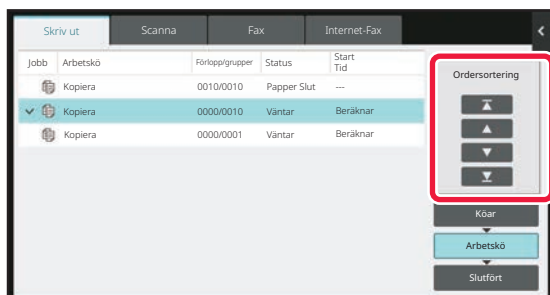 Skriv ut Scanna Fax Internet-Fax
Jobb Arbetskö Förlopp/grupper Status Start Tid
Kopiera 0010/0010 Papper Slut ---
Kopiera 0000/0010 Väntar Beräknar
Kopiera 0000/0001 Väntar Beräknar
Ordersortering
Köar
Arbetskö
Slutfört